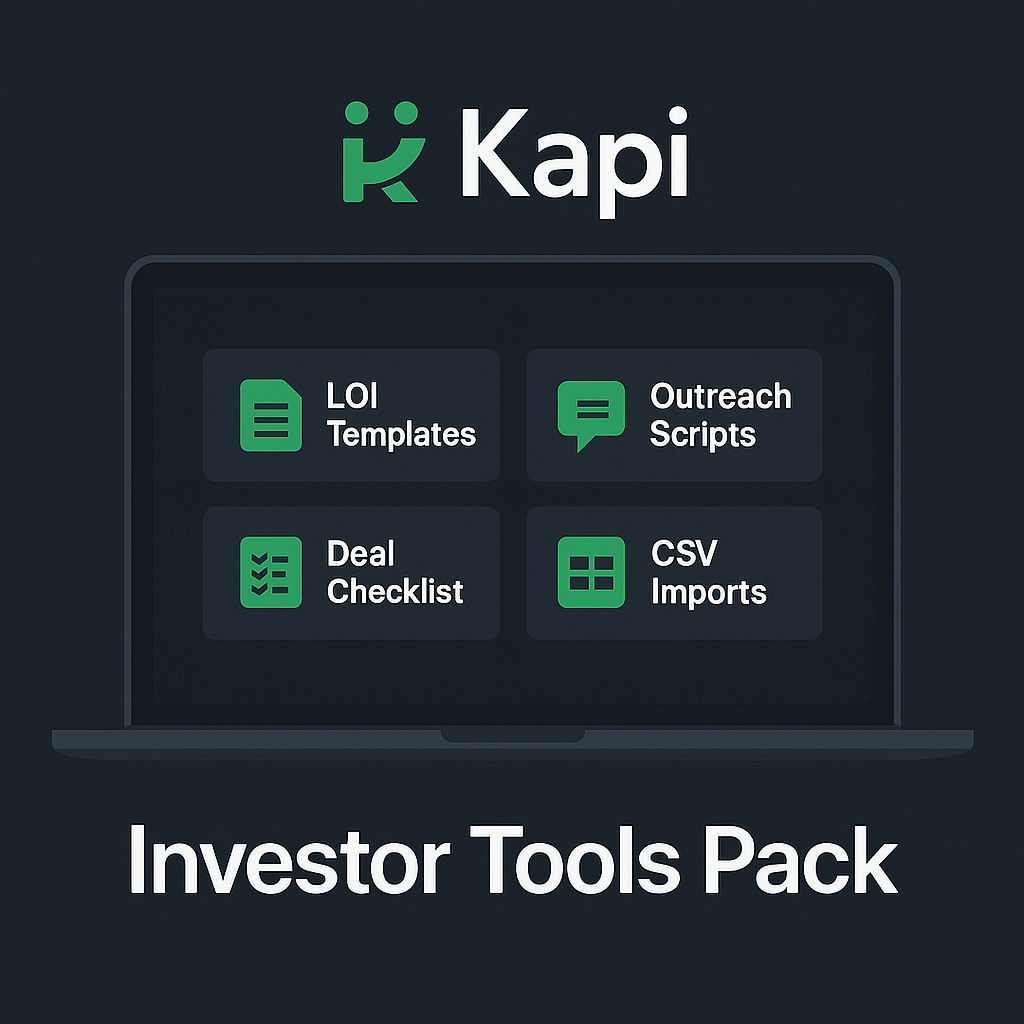 Kapi
LOI
Templates
Outreach
Scripts
Deal
Checklist
CSV
Imports
Investor Tools Pack